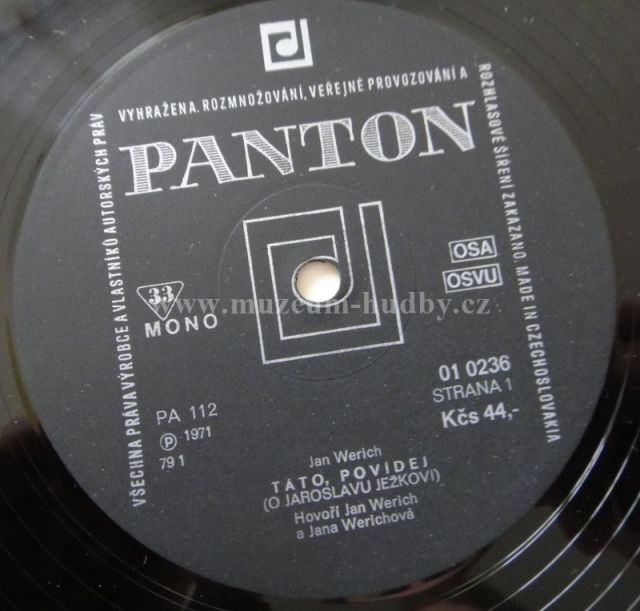 VŠECHNA PRÁVA VÝROBCE A VLASTNÍKŮ AUTORSKÝCH PRÁV
VYHRAŽENA. ROZMNOŽOVÁNÍ, VEŘEJNÉ PROVOZOVÁNÍ A
ROZHLASOVÉ ŠÍŘENÍ ZAKÁZÁNO. MADE IN CZECHOSLOVAKIA
PANTON
OSA
OSVU
33
MONO
www.muzeum-hudby.cz
01 0236
STRANA 1
Kčs 44,-
PA 112
Ⓟ 1971
79 1
Jan Werich
TÁTO, POVÍDEJ
(O JAROSLAVU JEŽKOVI)
Hovoří Jan Werich
a Jana Werichová